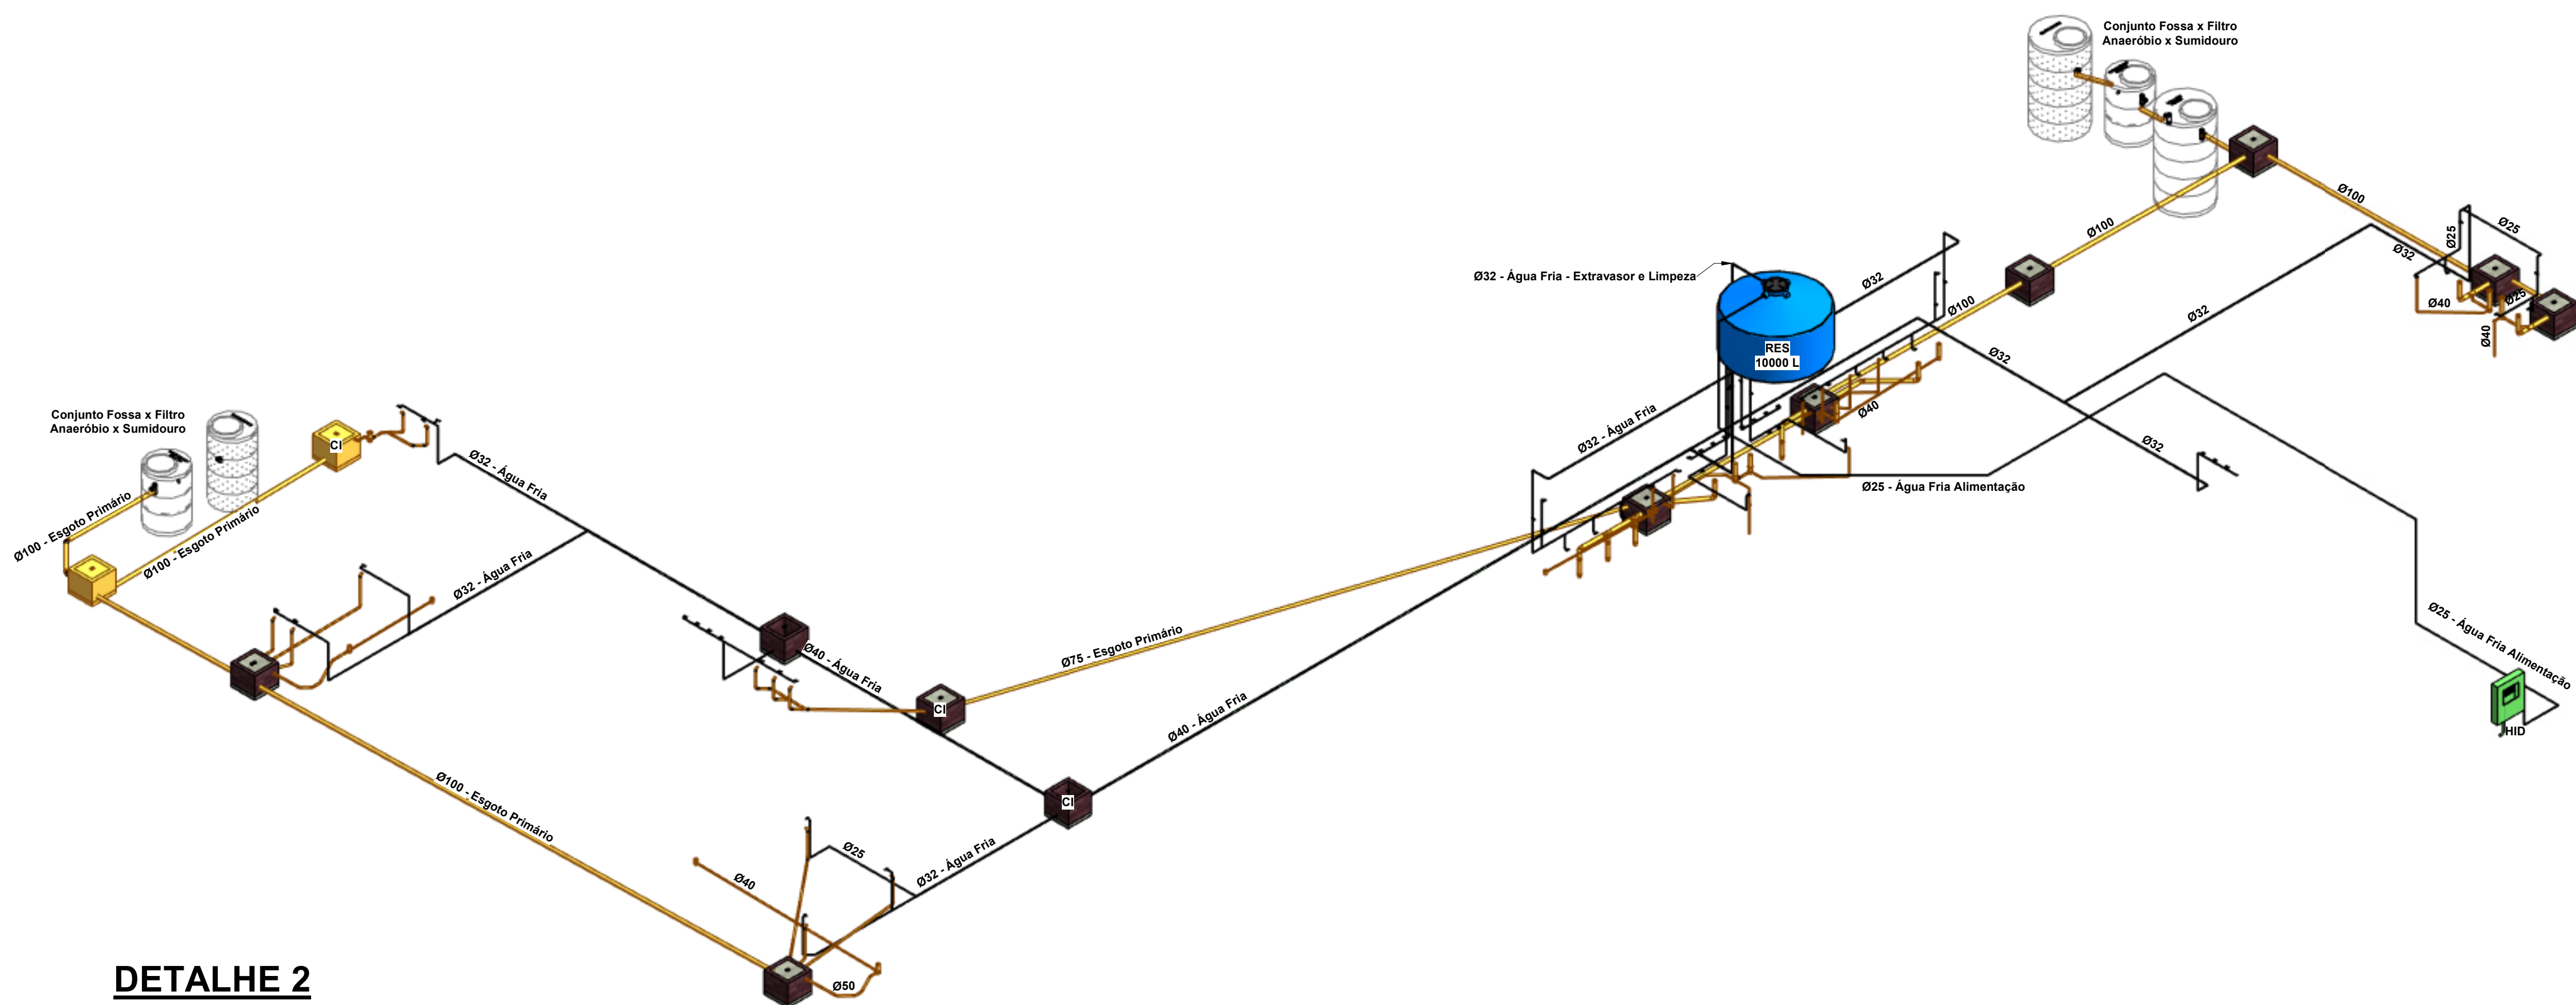 Conjunto Fossa x Filtro
Anaeróbio x Sumidouro
Ø100
Ø25
Ø25
Ø32
Ø100
Ø32 - Água Fria - Extravasor e Limpeza
Ø32
Ø100
Ø40
Ø25
Ø40
Ø32
RES
10000 L
Ø32
Ø40
Ø32 - Água Fria
Ø32
Ø25 - Água Fria Alimentação
Conjunto Fossa x Filtro
Anaeróbio x Sumidouro
CI
Ø32 - Água Fria
Ø100 - Esgoto Primário
Ø100 - Esgoto Primário
Ø32 - Água Fria
Ø40 - Água Fria
Ø75 - Esgoto Primário
Ø25 - Água Fria Alimentação
HID
CI
Ø40 - Água Fria
CI
Ø100 - Esgoto Primário
Ø25
Ø32 - Água Fria
Ø40
Ø50
DETALHE 2